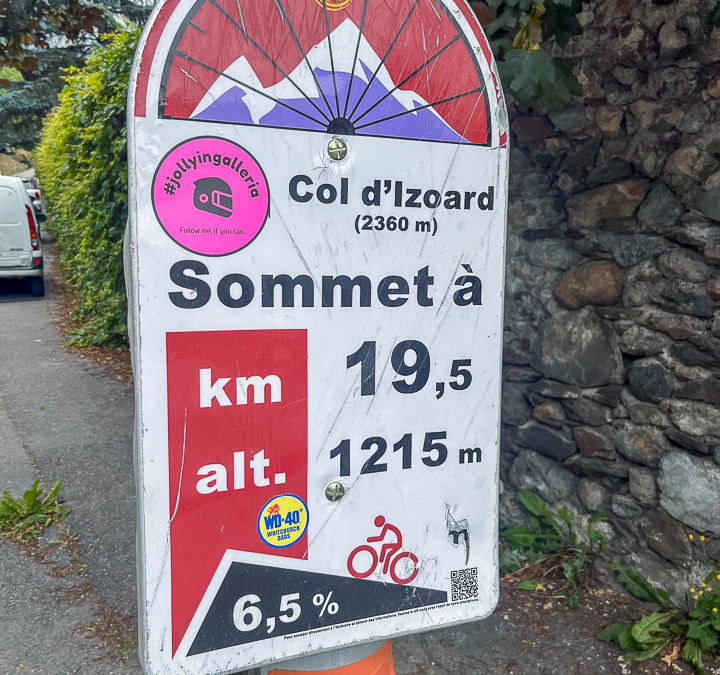 #jollyingalleria
Follow me, if you can..
Col d'Izoard
(2360 m)
Sommet à
km 19,5
alt. 1215 m
WD-40
WHITCHURCH
DADS
6,5 %